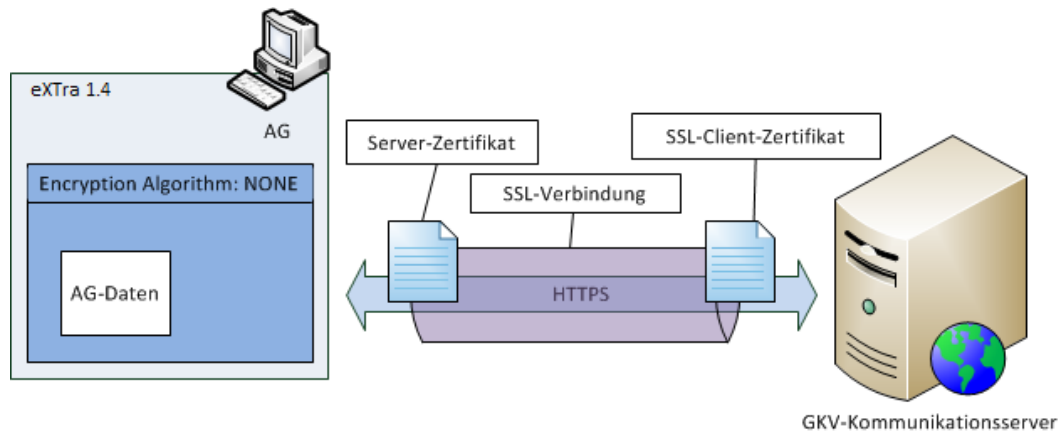 eXTra 1.4
AG
Encryption Algorithm: NONE
AG-Daten
Server-Zertifikat
SSL-Verbindung
SSL-Client-Zertifikat
HTTPS
GKV-Kommunikationsserver